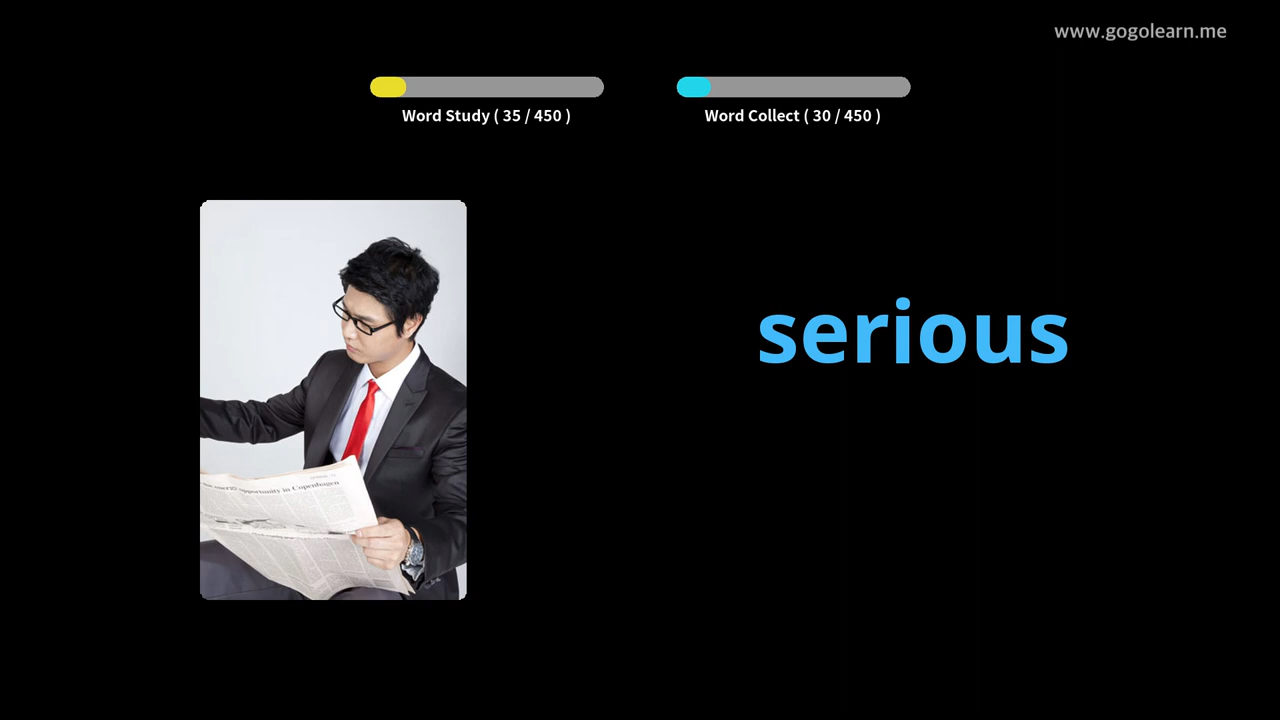 www.gogolearn.me
Word Study ( 35 / 450 )
Word Collect ( 30 / 450 )
serious
opportunity in Copenhagen